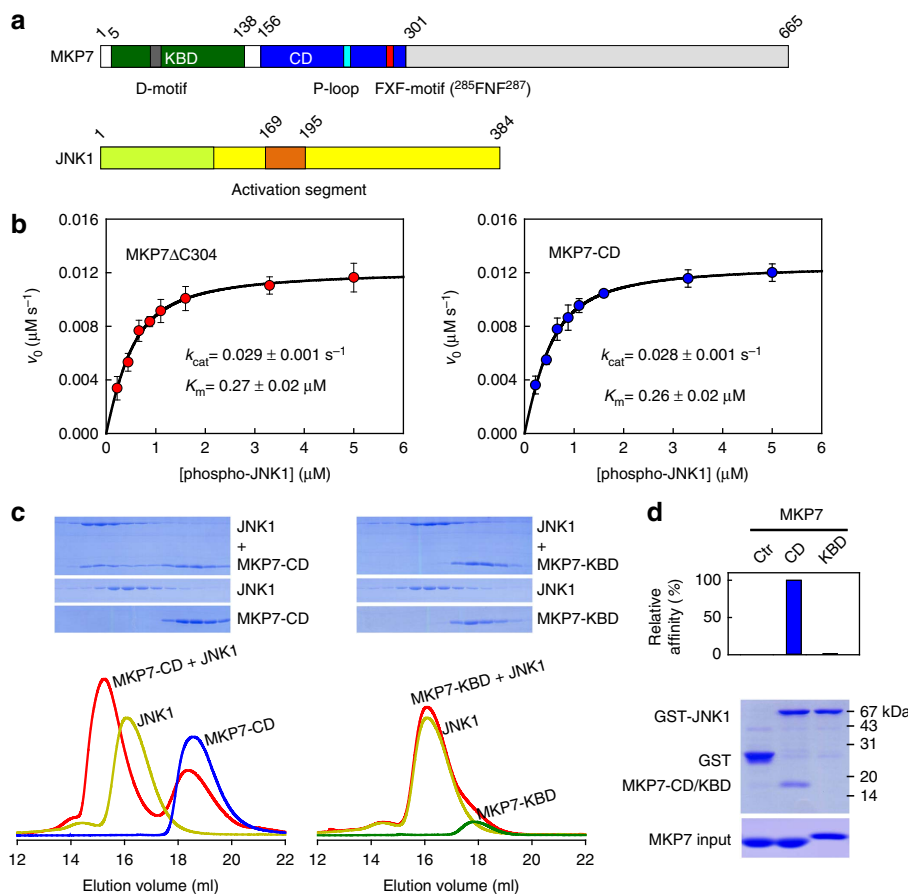 a
1 5 138 156 301 665
MKP7 KBD CD
D-motif P-loop FXF-motif (²⁸⁵FNF²⁸⁷)
1 169 195 384
JNK1
Activation segment
b
0.016
0.012
0.008
0.004
0.000
v₀ (μM s⁻¹)
MKP7ΔC304
k_cat = 0.029 ± 0.001 s⁻¹
K_m = 0.27 ± 0.02 μM
0 1 2 3 4 5 6
[phospho-JNK1] (μM)
0.016
0.012
0.008
0.004
0.000
v₀ (μM s⁻¹)
MKP7-CD
k_cat = 0.028 ± 0.001 s⁻¹
K_m = 0.26 ± 0.02 μM
0 1 2 3 4 5 6
[phospho-JNK1] (μM)
c
JNK1
+
MKP7-CD
JNK1
MKP7-CD
MKP7-CD + JNK1
JNK1
MKP7-CD
12 14 16 18 20 22
Elution volume (ml)
JNK1
+
MKP7-KBD
JNK1
MKP7-KBD
MKP7-KBD + JNK1
JNK1
MKP7-KBD
12 14 16 18 20 22
Elution volume (ml)
d
MKP7
Ctr CD KBD
Relative
affinity (%)
100
50
0
GST-JNK1
GST
MKP7-CD/KBD
67 kDa
43
31
20
14
MKP7 input